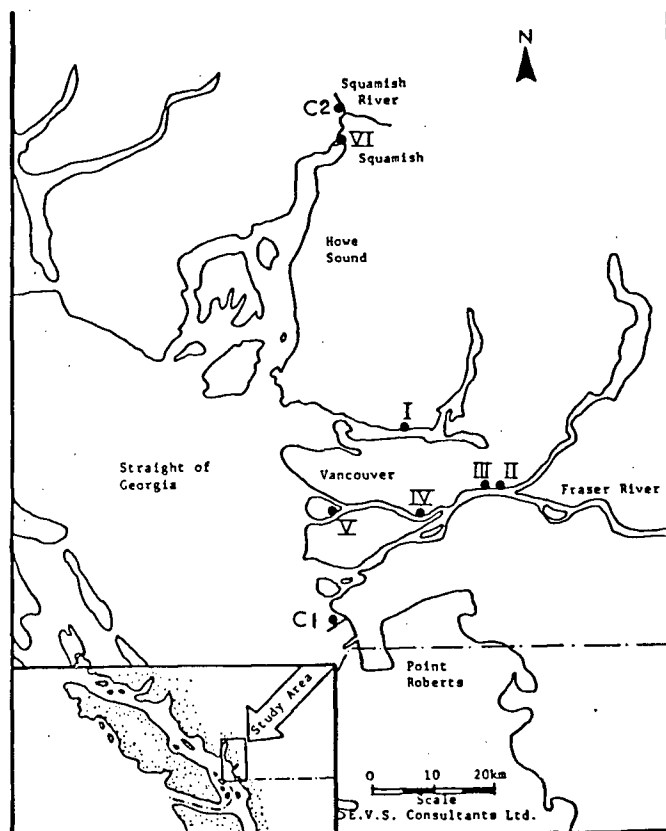 N
Squamish
River
C2
VI
Squamish
Howe
Sound
I
Straight of
Georgia
Vancouver
III II
IV
Fraser River
V
C1
Point
Roberts
Study Area
0 10 20km
Scale
E.V.S. Consultants Ltd.